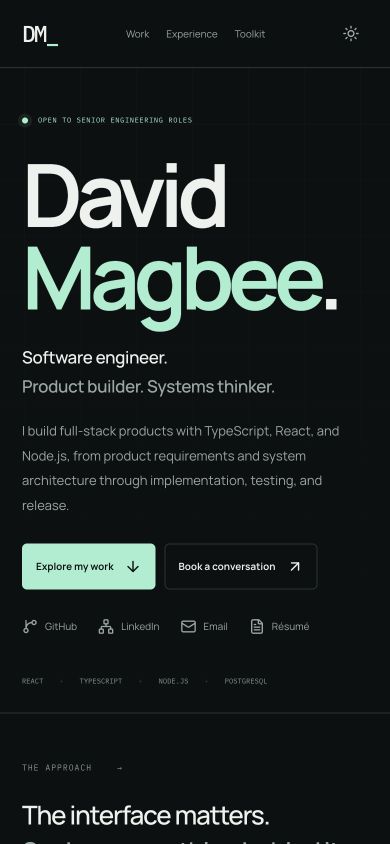 DM_
Work Experience Toolkit
OPEN TO SENIOR ENGINEERING ROLES
David
Magbee.
Software engineer.
Product builder. Systems thinker.
I build full-stack products with TypeScript, React, and
Node.js, from product requirements and system
architecture through implementation, testing, and
release.
Explore my work ↓ Book a conversation ↗
GitHub LinkedIn Email Résumé
REACT · TYPESCRIPT · NODE.JS · POSTGRESQL
THE APPROACH →
The interface matters.